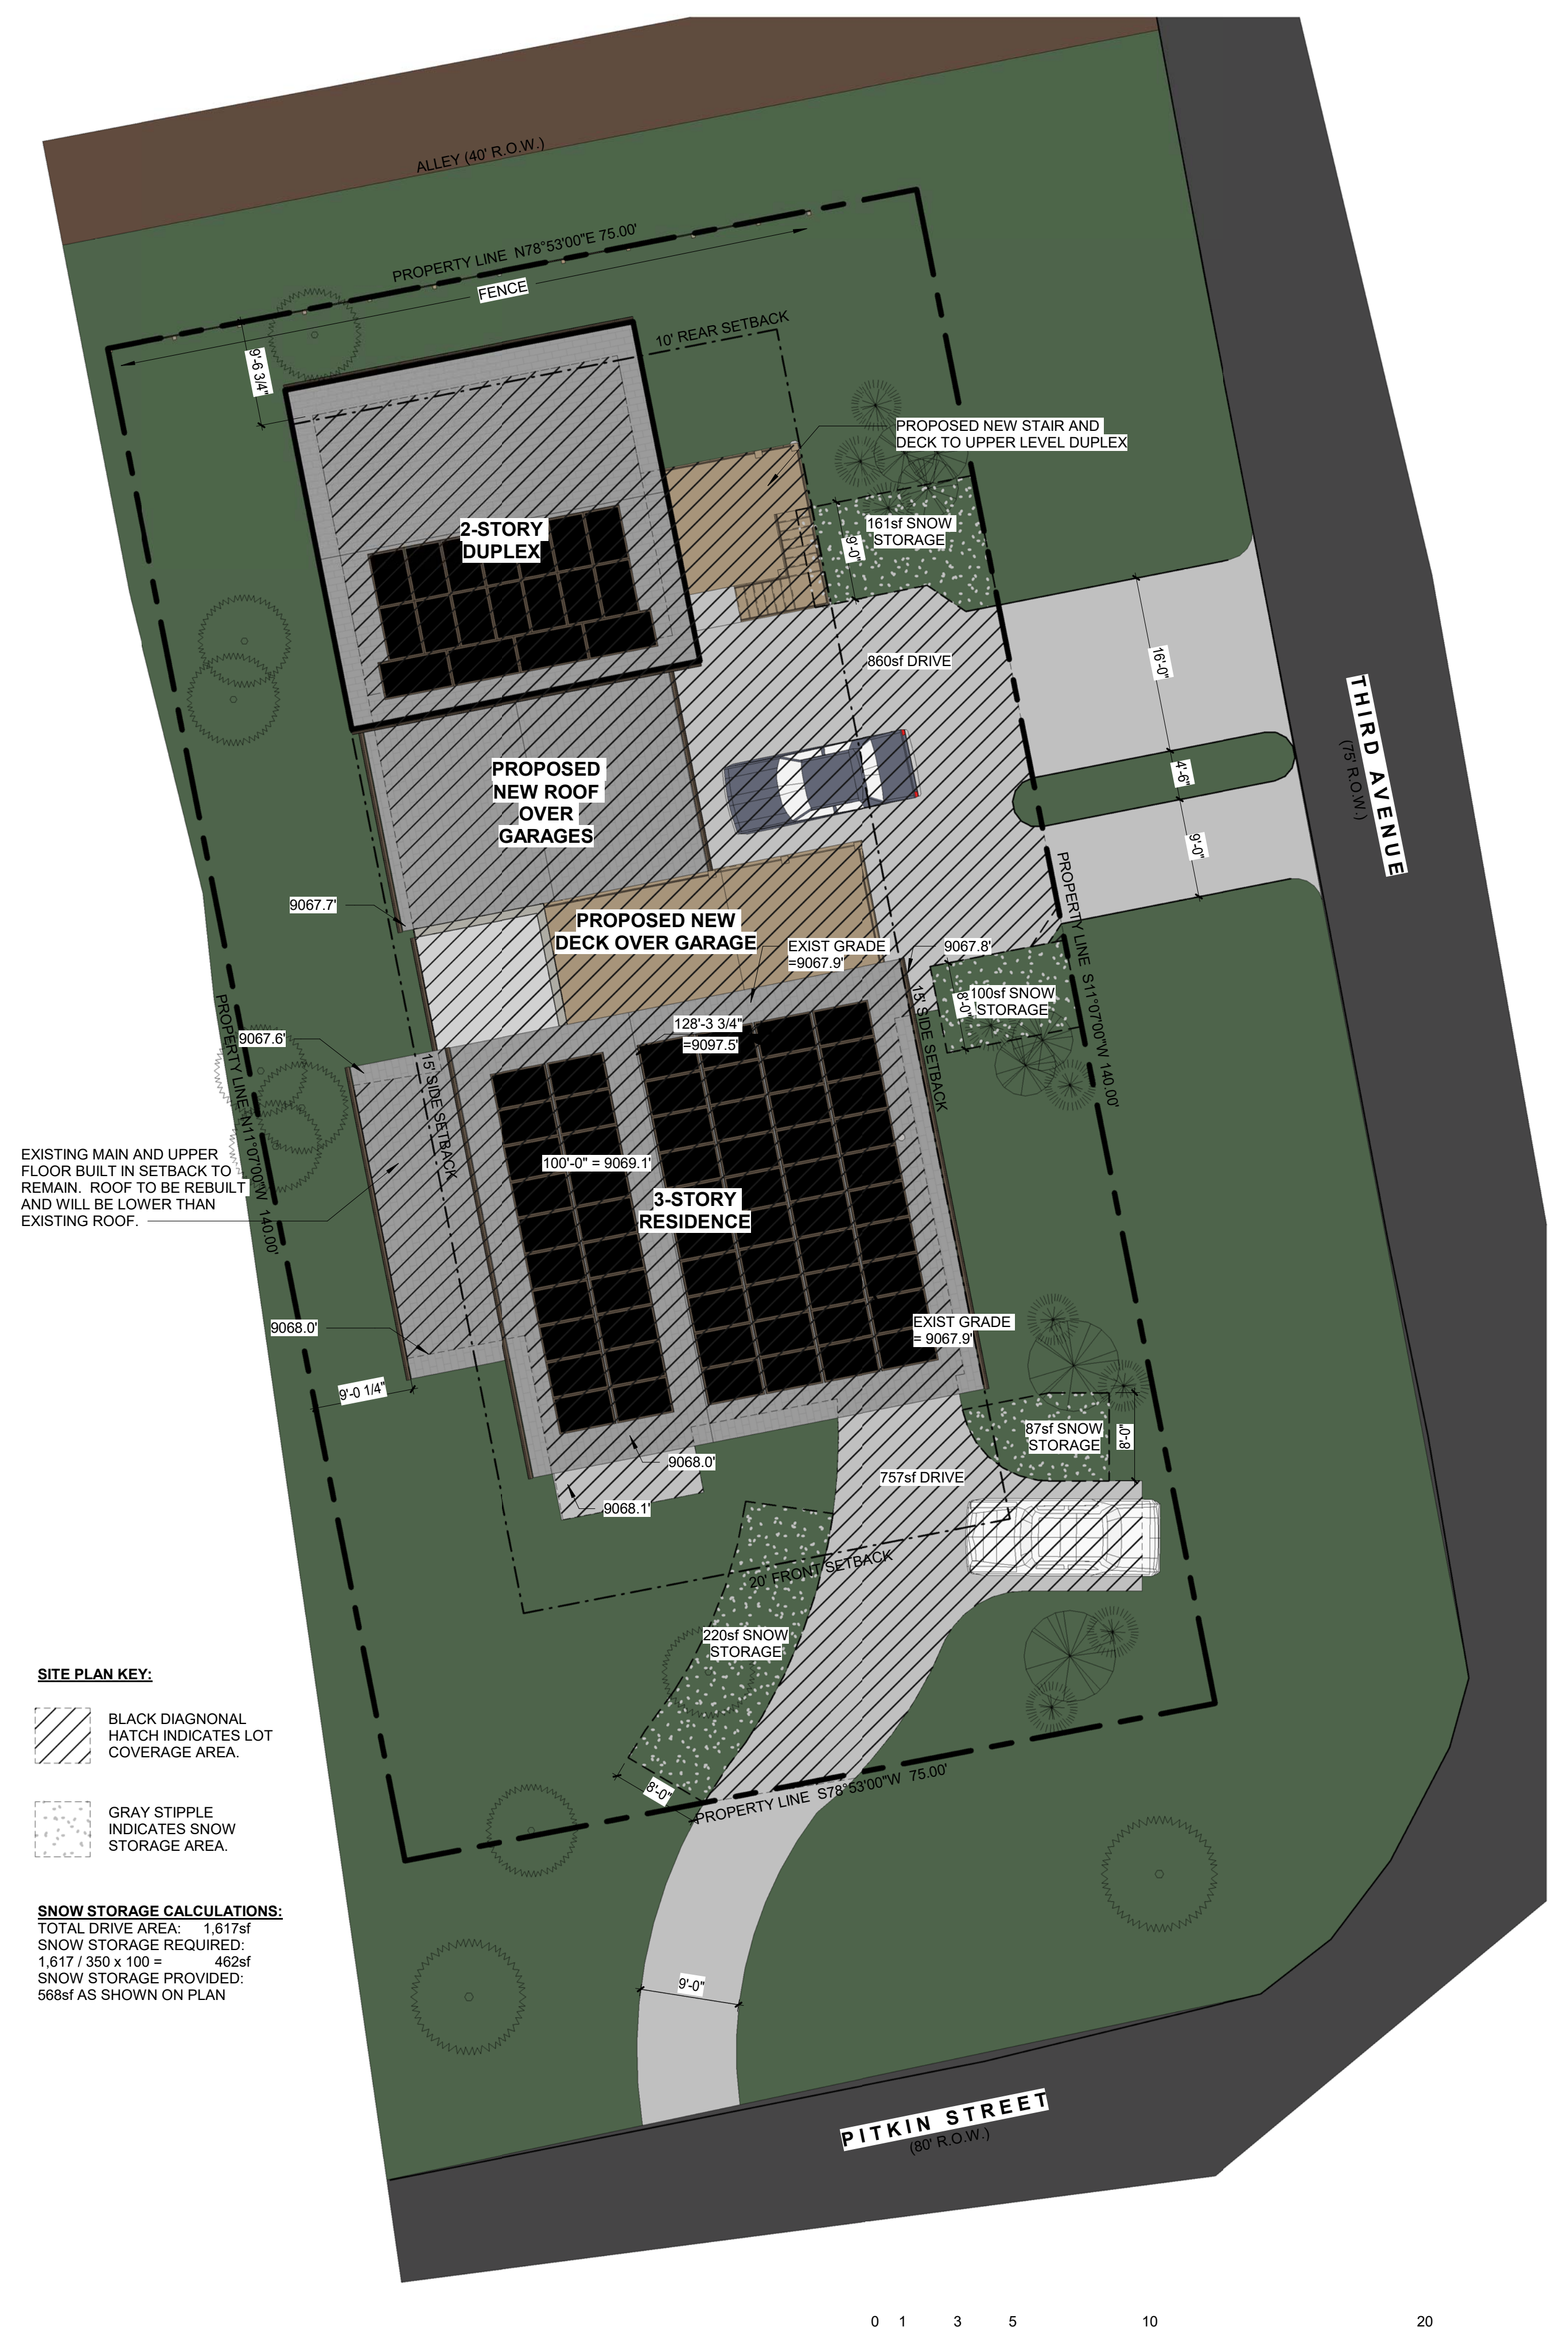 ALLEY (40' R.O.W.)
PROPERTY LINE  N78°53'00"E 75.00'
FENCE
10' REAR SETBACK
9'-6 3/4"
PROPOSED NEW STAIR AND
DECK TO UPPER LEVEL DUPLEX
2-STORY
DUPLEX
161sf SNOW
STORAGE
9'-0"
860sf DRIVE
16'-0"
4'-6"
9'-0"
THIRD AVENUE
(75' R.O.W.)
PROPOSED
NEW ROOF
OVER
GARAGES
9067.7'
PROPOSED NEW
DECK OVER GARAGE
EXIST GRADE
=9067.9'
9067.8'
PROPERTY LINE  S11°07'00"W 140.00'
15' SIDE SETBACK
8'-0"
100sf SNOW
STORAGE
128'-3 3/4"
=9097.5'
9067.6'
PROPERTY LINE  N11°07'00"W  140.00'
15' SIDE SETBACK
EXISTING MAIN AND UPPER
FLOOR BUILT IN SETBACK TO
REMAIN.  ROOF TO BE REBUILT
AND WILL BE LOWER THAN
EXISTING ROOF.
100'-0" = 9069.1'
3-STORY
RESIDENCE
9068.0'
EXIST GRADE
= 9067.9'
9'-0 1/4"
87sf SNOW
STORAGE
8'-0"
9068.0'
757sf DRIVE
9068.1'
20' FRONT SETBACK
220sf SNOW
STORAGE
8'-0"
PROPERTY LINE  S78°53'00"W  75.00'
SITE PLAN KEY:
BLACK DIAGNONAL
HATCH INDICATES LOT
COVERAGE AREA.
GRAY STIPPLE
INDICATES SNOW
STORAGE AREA.
SNOW STORAGE CALCULATIONS:
TOTAL DRIVE AREA: 1,617sf
SNOW STORAGE REQUIRED:
1,617 / 350 x 100 = 462sf
SNOW STORAGE PROVIDED:
568sf AS SHOWN ON PLAN
9'-0"
PITKIN STREET
(80' R.O.W.)
0 1 3 5 10 20